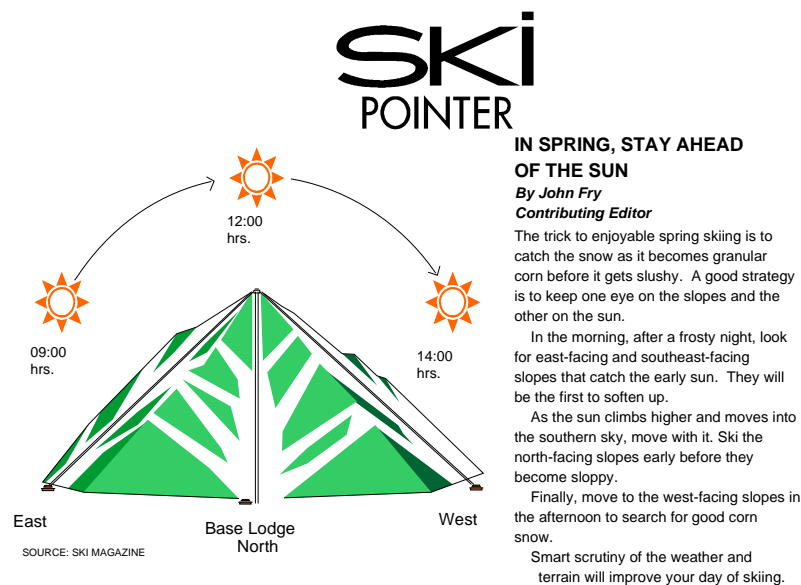 SKi
POINTER
IN SPRING, STAY AHEAD
OF THE SUN
By John Fry
Contributing Editor
The trick to enjoyable spring skiing is to
catch the snow as it becomes granular
corn before it gets slushy.  A good strategy
is to keep one eye on the slopes and the
other on the sun.
In the morning, after a frosty night, look
for east-facing and southeast-facing
slopes that catch the early sun.  They will
be the first to soften up.
As the sun climbs higher and moves into
the southern sky, move with it. Ski the
north-facing slopes early before they
become sloppy.
Finally, move to the west-facing slopes in
the afternoon to search for good corn
snow.
Smart scrutiny of the weather and
terrain will improve your day of skiing.
12:00
hrs.
09:00
hrs.
14:00
hrs.
East
Base Lodge
North
West
SOURCE: SKI MAGAZINE